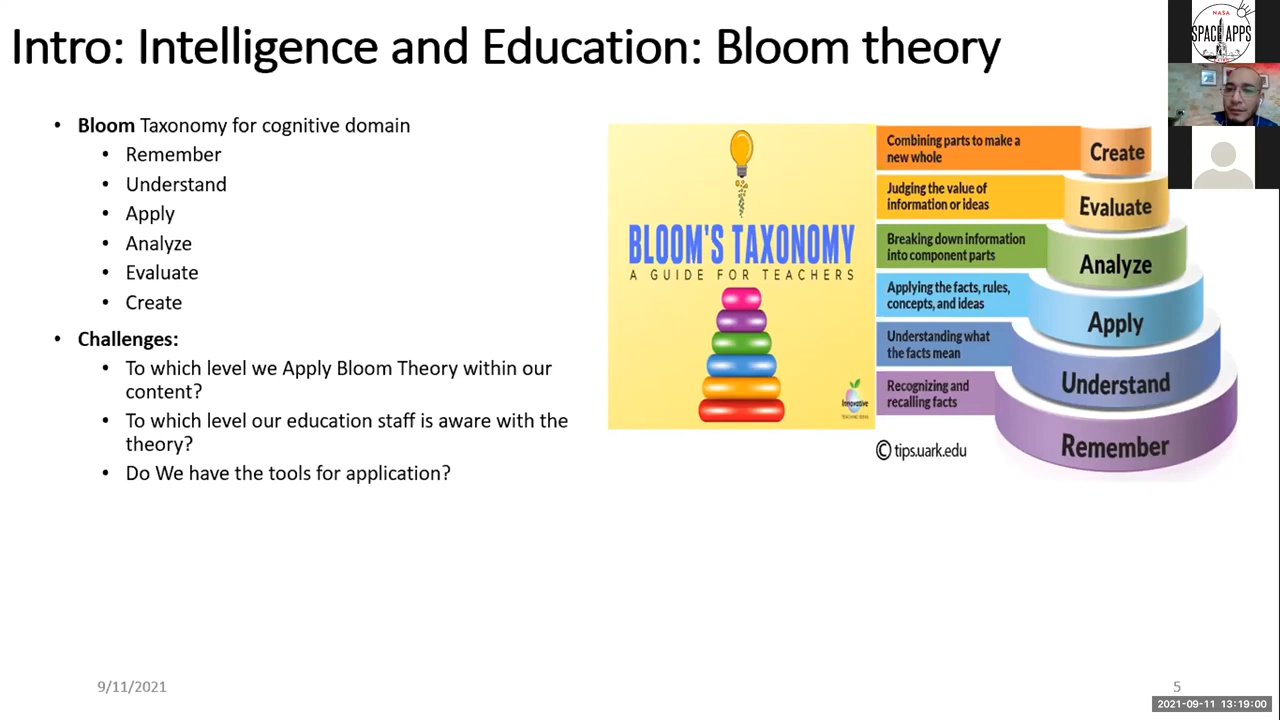 Intro: Intelligence and Education: Bloom theory
NASA
SPACE APPS
• Bloom Taxonomy for cognitive domain
• Remember
• Understand
• Apply
• Analyze
• Evaluate
• Create
• Challenges:
• To which level we Apply Bloom Theory within our
content?
• To which level our education staff is aware with the
theory?
• Do We have the tools for application?
BLOOM'S TAXONOMY
A GUIDE FOR TEACHERS
Innovative
Combining parts to make a
new whole
Create
Judging the value of
information or ideas
Evaluate
Breaking down information
into component parts
Analyze
Applying the facts, rules,
concepts, and ideas
Apply
Understanding what
the facts mean
Understand
Recognizing and
recalling facts
Remember
© tips.uark.edu
9/11/2021
5
2021-09-11 13:19:00